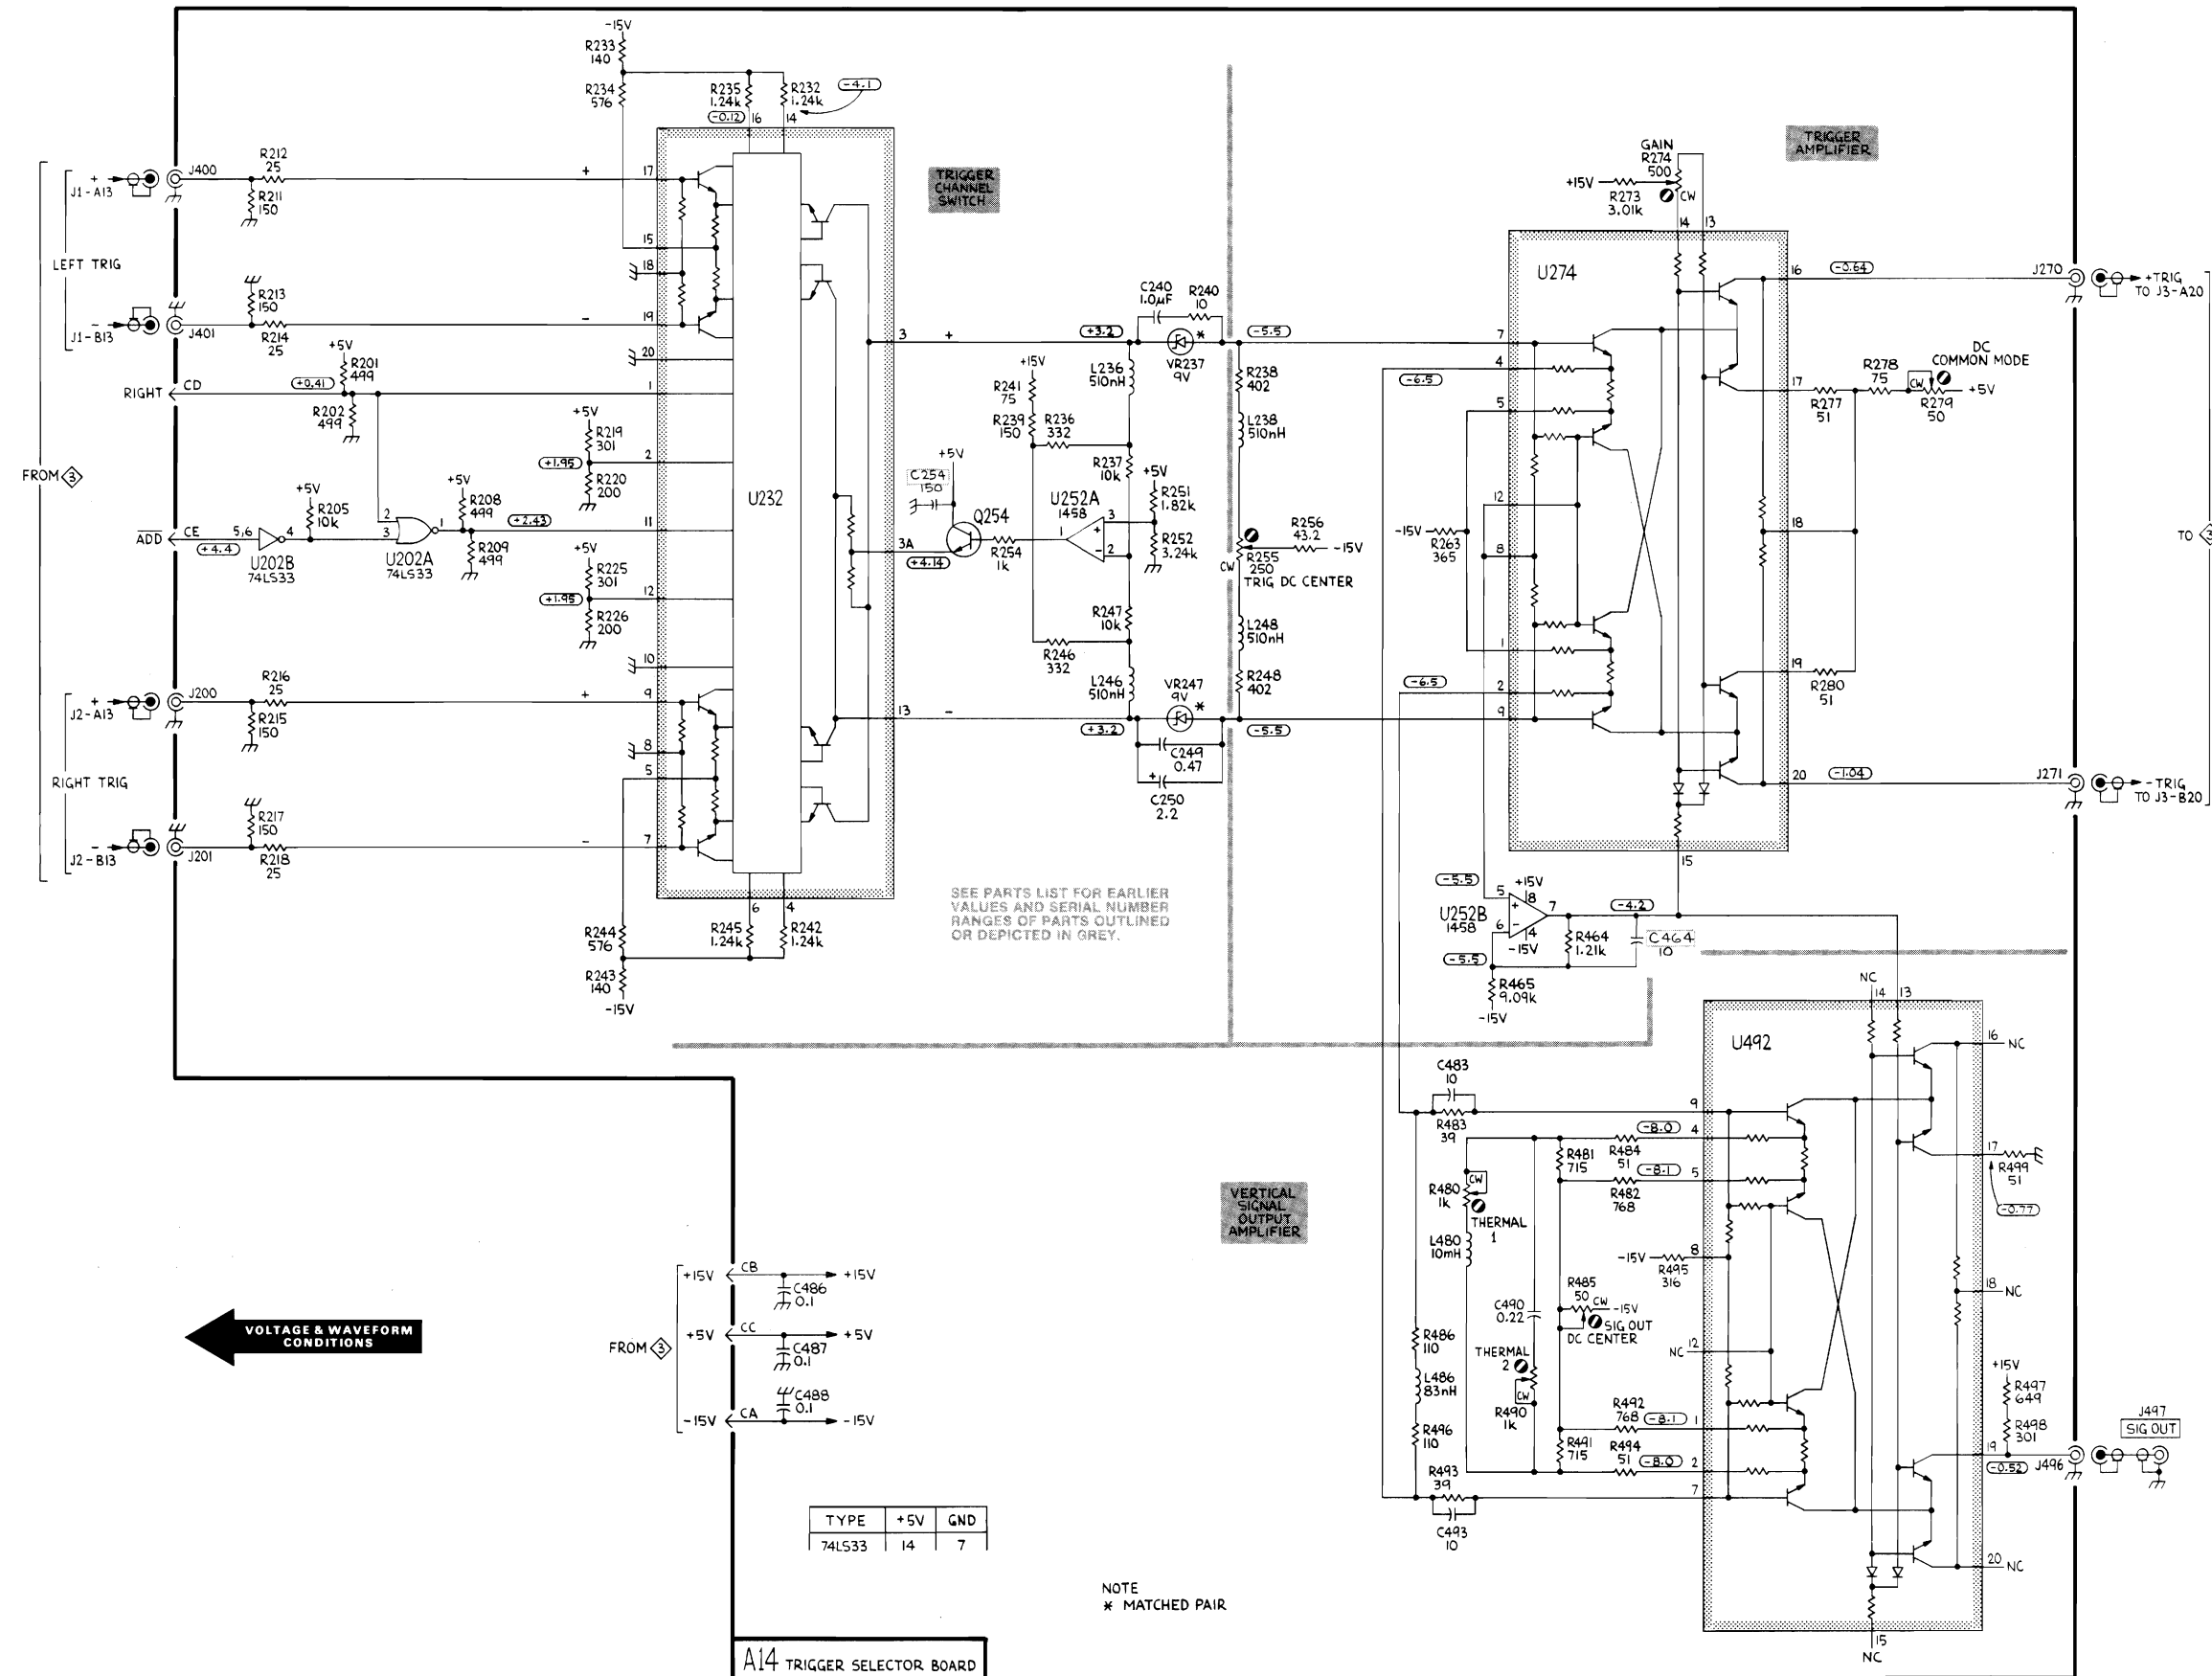 -15V
R233
140
R234
576
R235
1.24k
R232
1.24k
-4.1
-0.12
16
14
TRIGGER
CHANNEL
SWITCH
TRIGGER
AMPLIFIER
GAIN
R274
500
+15V
R273
3.01k
CW
14
13
+
J1-A13
J400
R212
25
R211
150
+
17
15
LEFT TRIG
18
R213
150
-
J1-B13
J401
R214
25
-
19
20
FROM 3
RIGHT
CD
+0.41
+5V
R201
499
R202
499
1
+5V
R219
301
+1.95
2
R220
200
ADD
CE
+4.4
5,6
4
U202B
74LS33
+5V
R205
10k
2
3
1
U202A
74LS33
+5V
R208
499
+2.43
R209
499
11
+5V
R225
301
+1.95
12
R226
200
10
U232
+
J2-A13
J200
R216
25
R215
150
+
9
8
5
RIGHT TRIG
R217
150
-
J2-B13
J201
R218
25
-
7
6
4
R244
576
R245
1.24k
R242
1.24k
R243
140
-15V
3
+
3A
+4.14
13
-
+5V
C254
150
Q254
R254
1k
U252A
1458
1
3
2
+15V
R241
75
R239
150
R236
332
L236
510nH
R237
10k
+5V
R251
1.82k
R252
3.24k
R247
10k
R246
332
L246
510nH
C240
1.0µF
R240
10
+3.2
VR237
9V
*
-5.5
R238
402
L238
510nH
R256
43.2
-15V
R255
250
CW
TRIG DC CENTER
L248
510nH
R248
402
VR247
9V
*
+3.2
-5.5
C249
0.47
+
C250
2.2
SEE PARTS LIST FOR EARLIER
VALUES AND SERIAL NUMBER
RANGES OF PARTS OUTLINED
OR DEPICTED IN GREY.
U274
7
4
-6.5
5
12
-15V
R263
365
8
1
-6.5
2
9
16
-0.64
J270
+TRIG
TO J3-A20
DC
COMMON MODE
17
R277
51
R278
75
CW
R279
50
+5V
18
TO 3
19
R280
51
20
-1.04
J271
-TRIG
TO J3-B20
15
-5.5
5
+15V
8
7
U252B
1458
6
4
-15V
-5.5
-4.2
R464
1.21k
C464
10
R465
9.09k
-15V
NC
14
13
U492
16
NC
C483
10
R483
39
9
-8.0
4
R484
51
R481
715
-8.1
5
R482
768
R480
1k
CW
THERMAL
1
L480
10mH
17
R499
51
-0.77
-15V
R495
316
8
R485
50
CW
-15V
SIG OUT
DC CENTER
C490
0.22
18
NC
NC
12
R486
110
THERMAL
2
CW
R490
1k
L486
83nH
R496
110
R492
768
-8.1
1
R491
715
R494
51
-8.0
2
R493
39
7
C493
10
+15V
R497
649
R498
301
19
-0.52
J496
J497
SIG OUT
20
NC
15
NC
VERTICAL
SIGNAL
OUTPUT
AMPLIFIER
VOLTAGE & WAVEFORM
CONDITIONS
FROM 3
+15V
CB
+15V
C486
0.1
+5V
CC
+5V
C487
0.1
C488
0.1
-15V
CA
-15V
TYPE +5V GND
74LS33 14 7
NOTE
* MATCHED PAIR
A14 TRIGGER SELECTOR BOARD